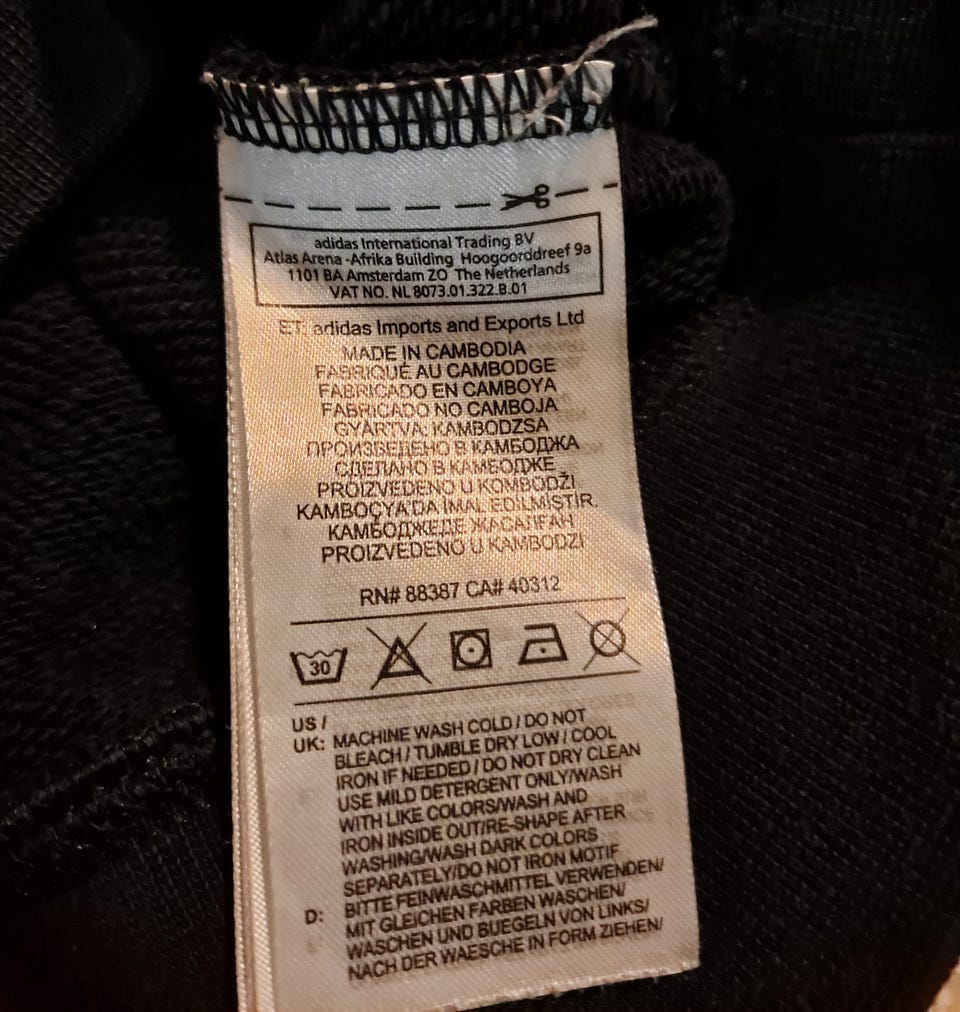 adidas International Trading BV
Atlas Arena -Afrika Building Hoogoorddreef 9a
1101 BA Amsterdam ZO The Netherlands
VAT NO. NL 8073.01.322.B.01
ET: adidas Imports and Exports Ltd
MADE IN CAMBODIA
FABRIQUÉ AU CAMBODGE
FABRICADO EN CAMBOYA
FABRICADO NO CAMBOJA
GYÁRTVA: KAMBODZSA
ПРОИЗВЕДЕНО В КАМБОДЖА
СДЕЛАНО В КАМБОДЖЕ
PROIZVEDENO U KOMBODŽI
KAMBOÇYA'DA IMAL EDILMIŞTIR.
КАМБОДЖЕДЕ ЖАСАЛҒАН
PROIZVEDENO U KAMBODZI
RN# 88387 CA# 40312
30
US /
UK: MACHINE WASH COLD / DO NOT
BLEACH / TUMBLE DRY LOW / COOL
IRON IF NEEDED / DO NOT DRY CLEAN
USE MILD DETERGENT ONLY/WASH
WITH LIKE COLORS/WASH AND
IRON INSIDE OUT/RE-SHAPE AFTER
WASHING/WASH DARK COLORS
SEPARATELY/DO NOT IRON MOTIF
D: BITTE FEINWASCHMITTEL VERWENDEN/
MIT GLEICHEN FARBEN WASCHEN/
WASCHEN UND BUEGELN VON LINKS/
NACH DER WAESCHE IN FORM ZIEHEN/